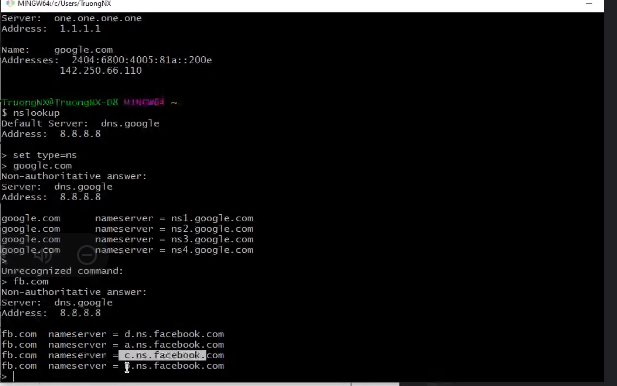 MINGW64:/c/Users/TruongNX
Server:  one.one.one.one
Address:  1.1.1.1
Name:    google.com
Addresses:  2404:6800:4005:81a::200e
142.250.66.110
TruongNX@TruongNX-DX MINGW64 ~
$ nslookup
Default Server:  dns.google
Address:  8.8.8.8
> set type=ns
> google.com
Non-authoritative answer:
Server:  dns.google
Address:  8.8.8.8
google.com      nameserver = ns1.google.com
google.com      nameserver = ns2.google.com
google.com      nameserver = ns3.google.com
google.com      nameserver = ns4.google.com
>
Unrecognized command:
> fb.com
Non-authoritative answer:
Server:  dns.google
Address:  8.8.8.8
fb.com  nameserver = d.ns.facebook.com
fb.com  nameserver = a.ns.facebook.com
fb.com  nameserver = c.ns.facebook.com
fb.com  nameserver = .ns.facebook.com
>